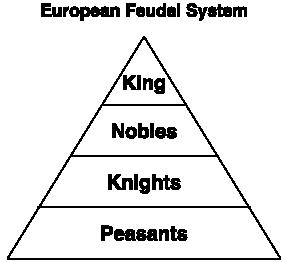 European Feudal System
King
Nobles
Knights
Peasants